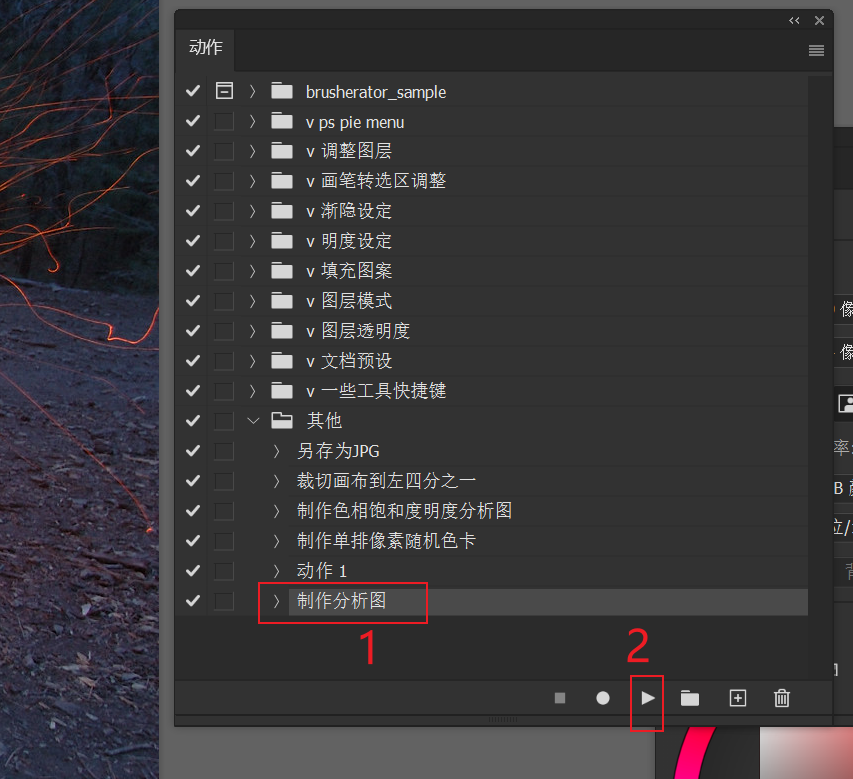 动作
brusherator_sample
v ps pie menu
v 调整图层
v 画笔转选区调整
v 渐隐设定
v 明度设定
v 填充图案
v 图层模式
v 图层透明度
v 文档预设
v 一些工具快捷键
其他
另存为JPG
裁切画布到左四分之一
制作色相饱和度明度分析图
制作单排像素随机色卡
动作 1
制作分析图
1
2
像
像
率:
B 颜
位/
背